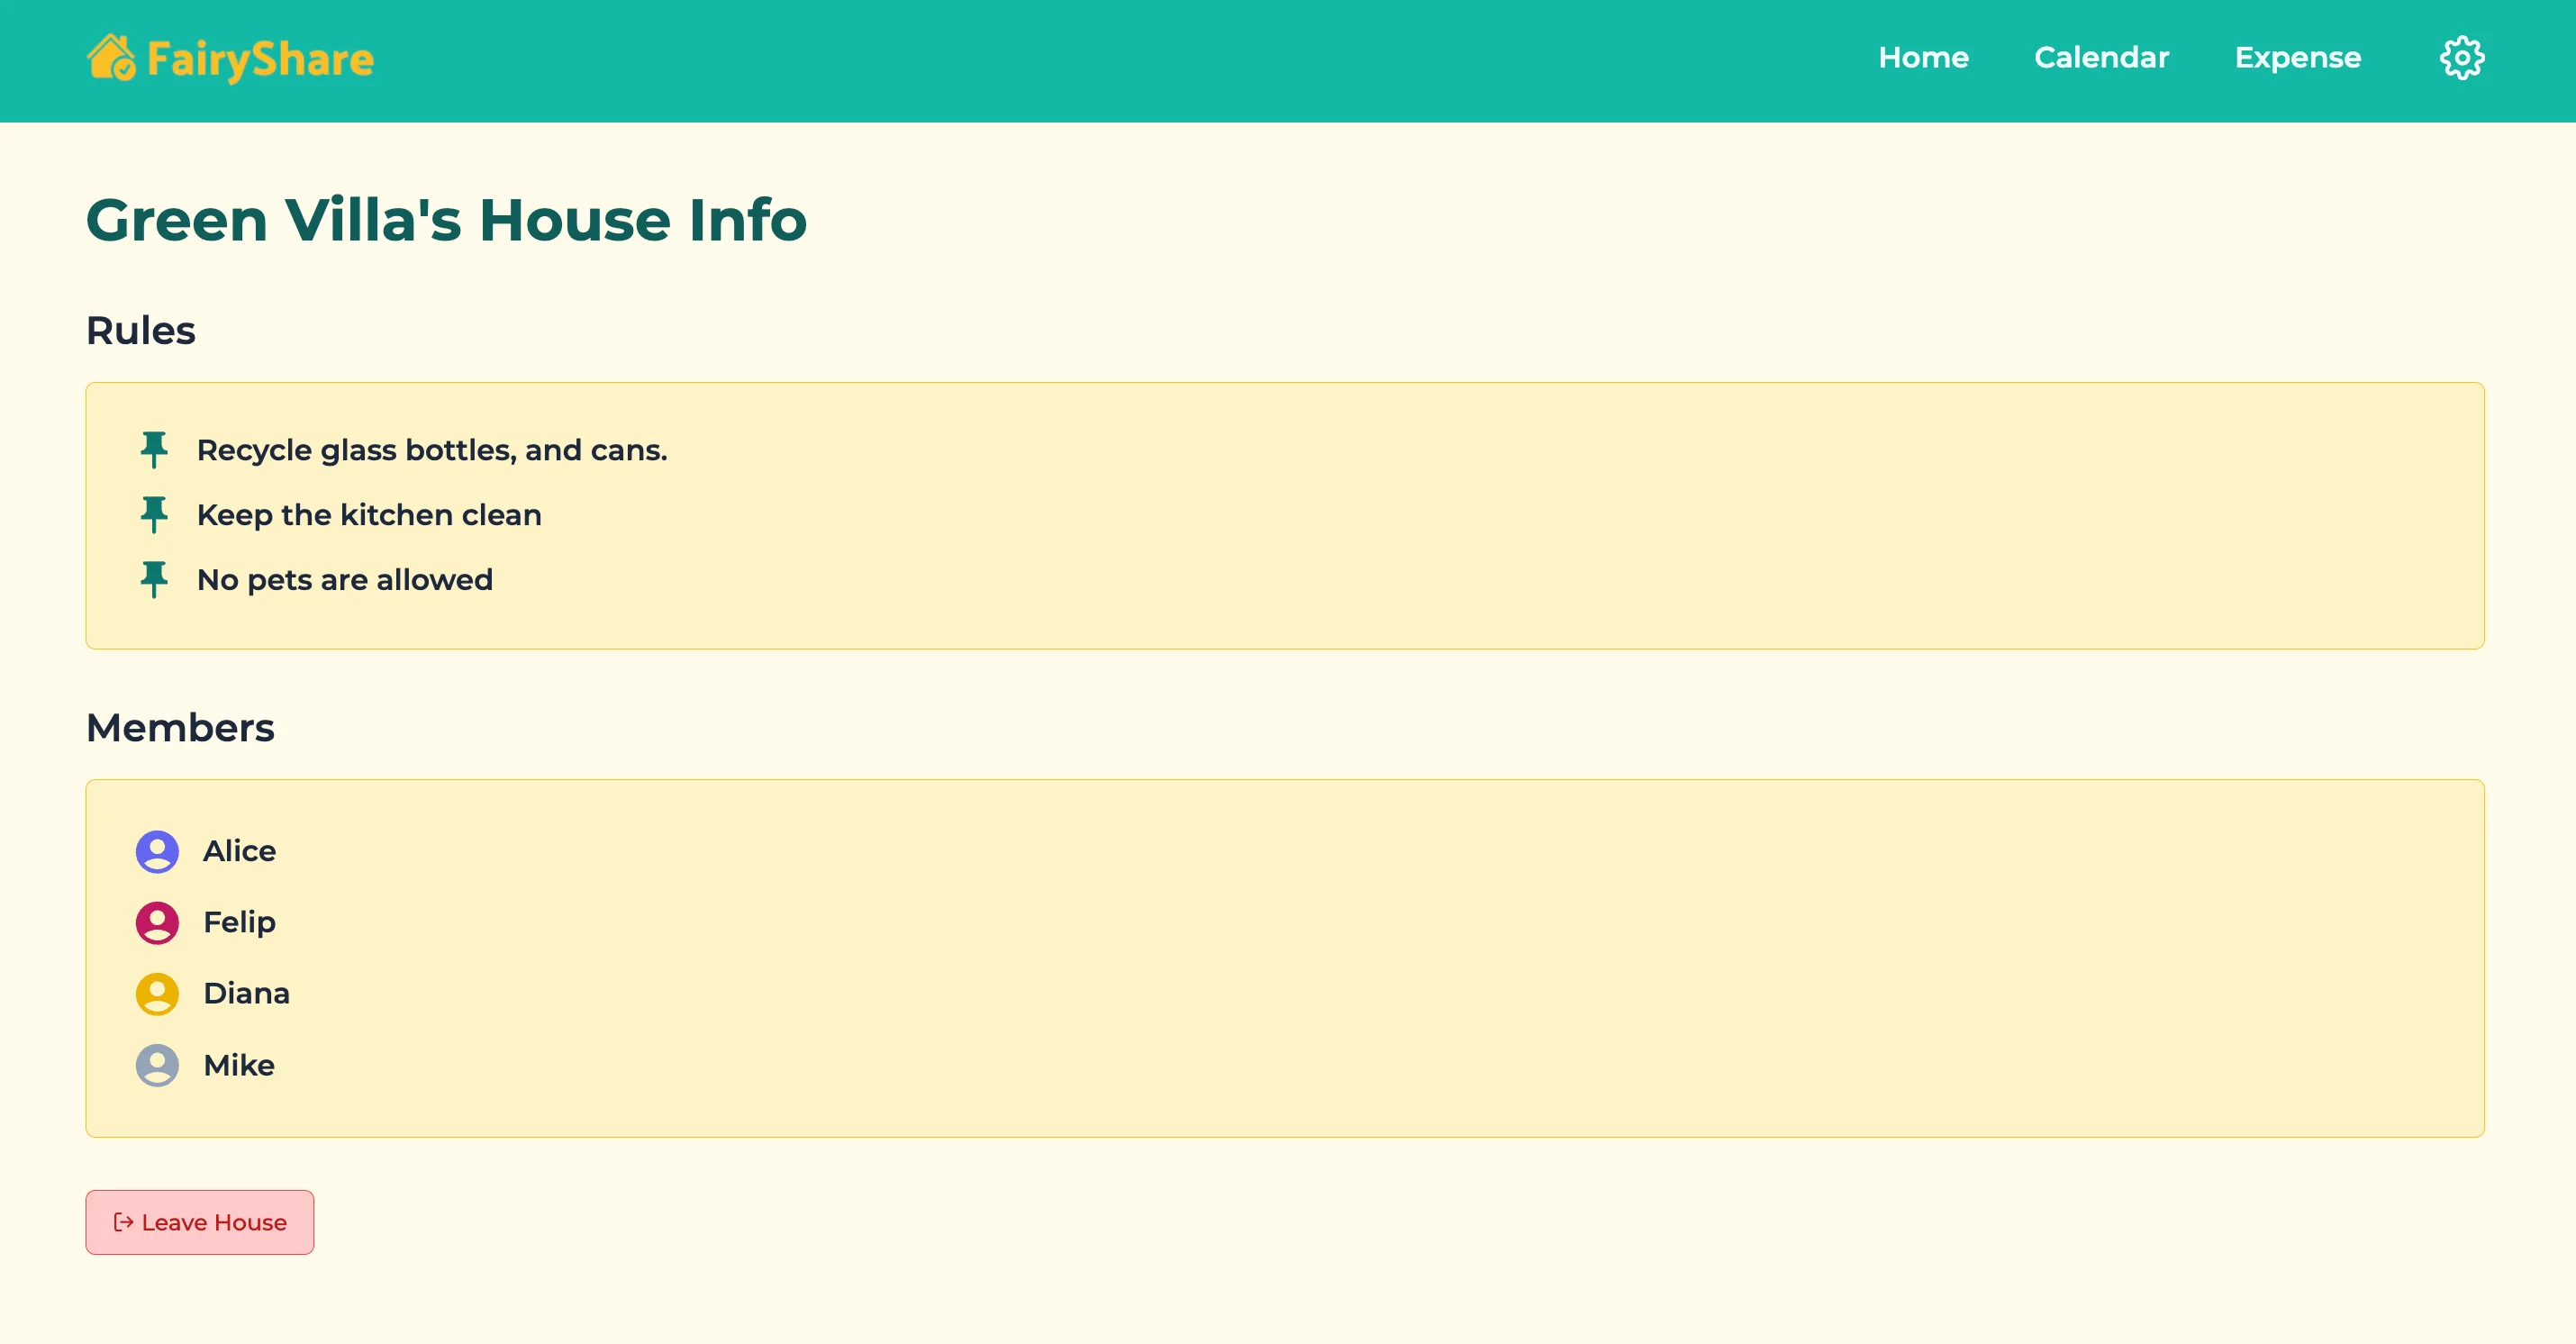 FairyShare
Home Calendar Expense
Green Villa's House Info
Rules
Recycle glass bottles, and cans.
Keep the kitchen clean
No pets are allowed
Members
Alice
Felip
Diana
Mike
Leave House